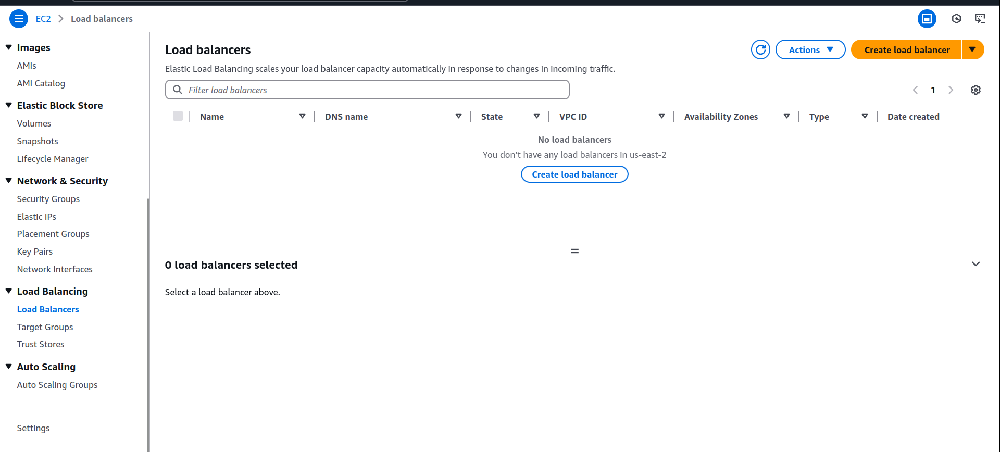 EC2 > Load balancers
Images
AMIs
AMI Catalog
Elastic Block Store
Volumes
Snapshots
Lifecycle Manager
Network & Security
Security Groups
Elastic IPs
Placement Groups
Key Pairs
Network Interfaces
Load Balancing
Load Balancers
Target Groups
Trust Stores
Auto Scaling
Auto Scaling Groups
Settings
Load balancers
Actions
Create load balancer
Elastic Load Balancing scales your load balancer capacity automatically in response to changes in incoming traffic.
Filter load balancers
1
Name DNS name State VPC ID Availability Zones Type Date created
No load balancers
You don’t have any load balancers in us-east-2
Create load balancer
0 load balancers selected
Select a load balancer above.